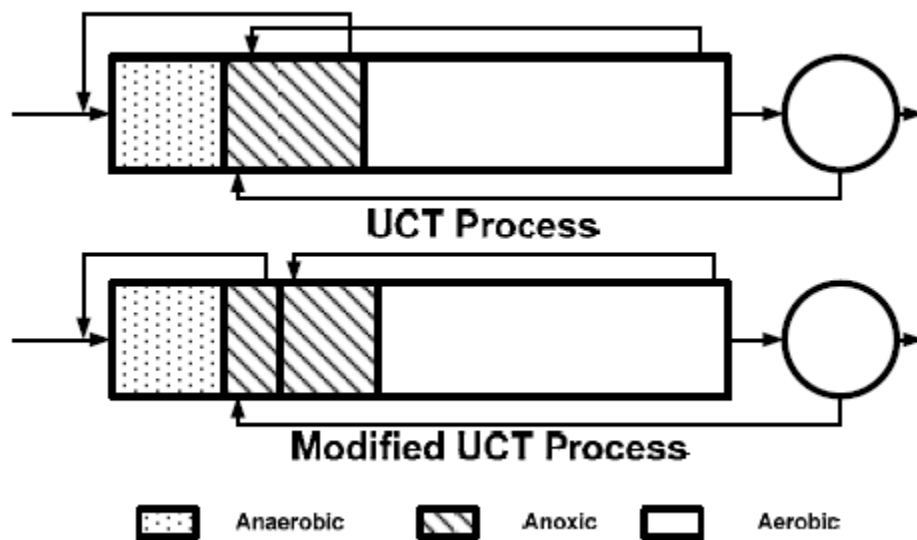 UCT Process
Modified UCT Process
Anaerobic Anoxic Aerobic